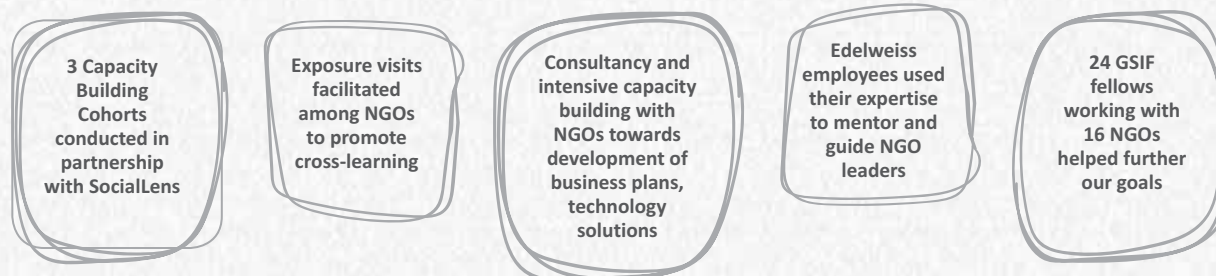 3 Capacity
Building
Cohorts
conducted in
partnership
with SocialLens
Exposure visits
facilitated
among NGOs
to promote
cross-learning
Consultancy and
intensive capacity
building with
NGOs towards
development of
business plans,
technology
solutions
Edelweiss
employees used
their expertise
to mentor and
guide NGO
leaders
24 GSIF
fellows
working with
16 NGOs
helped further
our goals